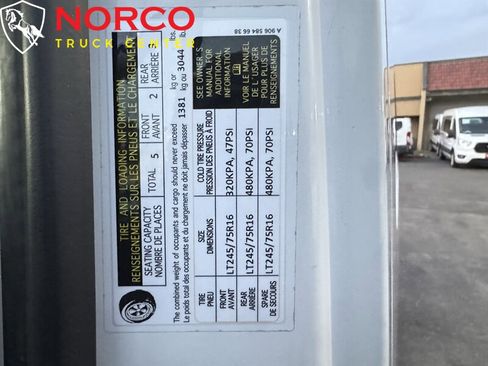 NORCO
TRUCK CENTER
A 906 584 66 38
TIRE AND LOADING INFORMATION
RENSEIGNEMENTS SUR LES PNEUS ET LE CHARGEMENT
SEATING CAPACITY
NOMBRE DE PLACES
TOTAL 5
FRONT
AVANT 2
REAR
ARRIÈRE 3
The combined weight of occupants and cargo should never exceed
Le poids total des occupants et du chargement ne doit jamais dépasser
1381 kg or 3044 lbs.
kg ou lb.
TIRE
PNEU
SIZE
DIMENSIONS
COLD TIRE PRESSURE
PRESSION DES PNEUS À FROID
SEE OWNER'S
MANUAL FOR
ADDITIONAL
INFORMATION
VOIR LE MANUEL
DE L'USAGER
POUR PLUS DE
RENSEIGNEMENTS
FRONT
AVANT
LT245/75R16
320KPA, 47PSI
REAR
ARRIÈRE
LT245/75R16
480KPA, 70PSI
SPARE
DE SECOURS
LT245/75R16
480KPA, 70PSI